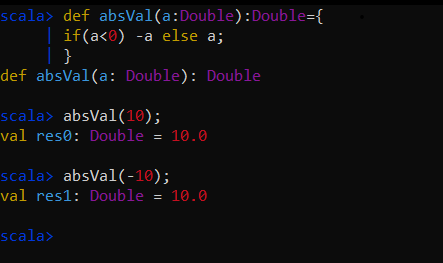 scala> def absVal(a:Double):Double={
| if(a<0) -a else a;
| }
def absVal(a: Double): Double
scala> absVal(10);
val res0: Double = 10.0
scala> absVal(-10);
val res1: Double = 10.0
scala>